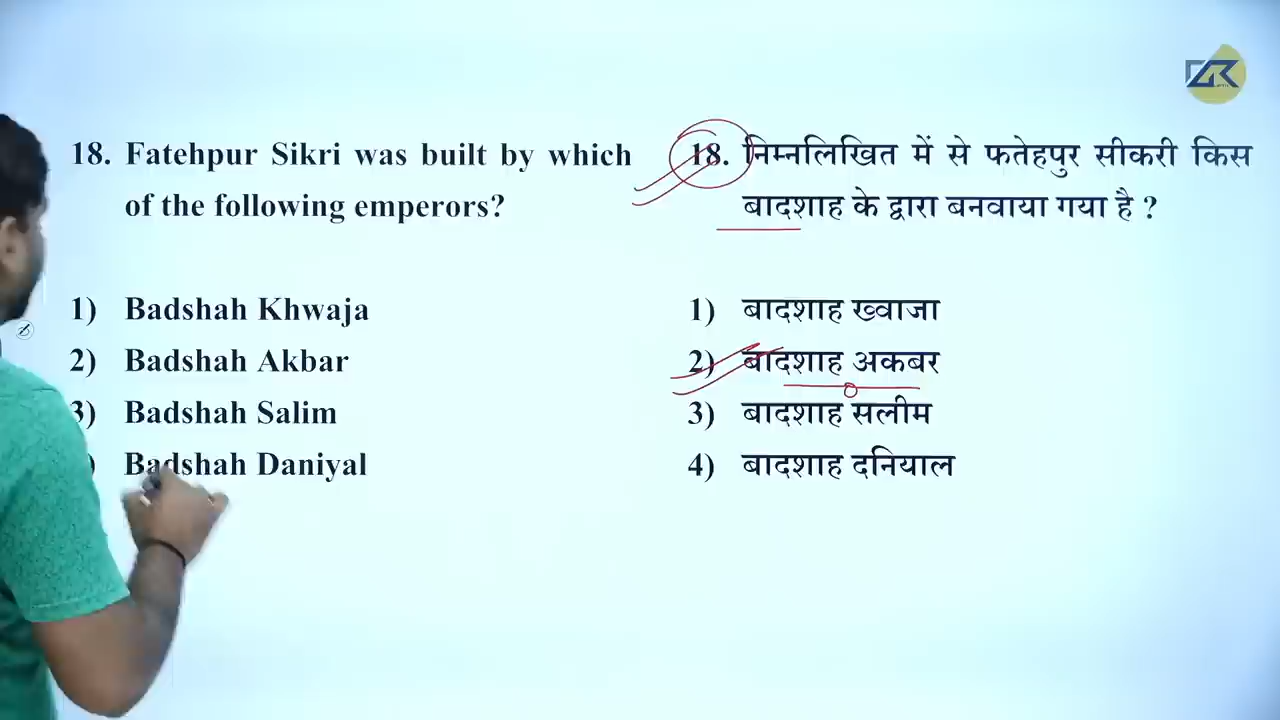 18. Fatehpur Sikri was built by which
of the following emperors?
1) Badshah Khwaja
2) Badshah Akbar
3) Badshah Salim
) Badshah Daniyal
18. निम्नलिखित में से फतेहपुर सीकरी किस
बादशाह के द्वारा बनवाया गया है ?
1) बादशाह ख्वाजा
2) बादशाह अकबर
3) बादशाह सलीम
4) बादशाह दनियाल